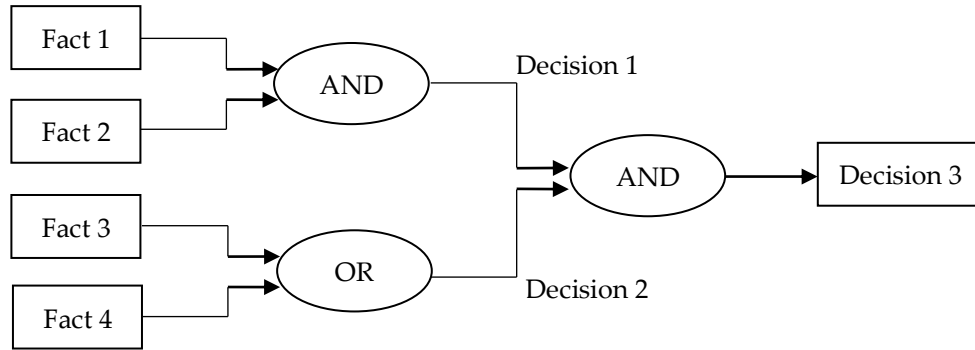 Fact 1
AND
Decision 1
Fact 2
AND
Decision 3
Fact 3
OR
Decision 2
Fact 4